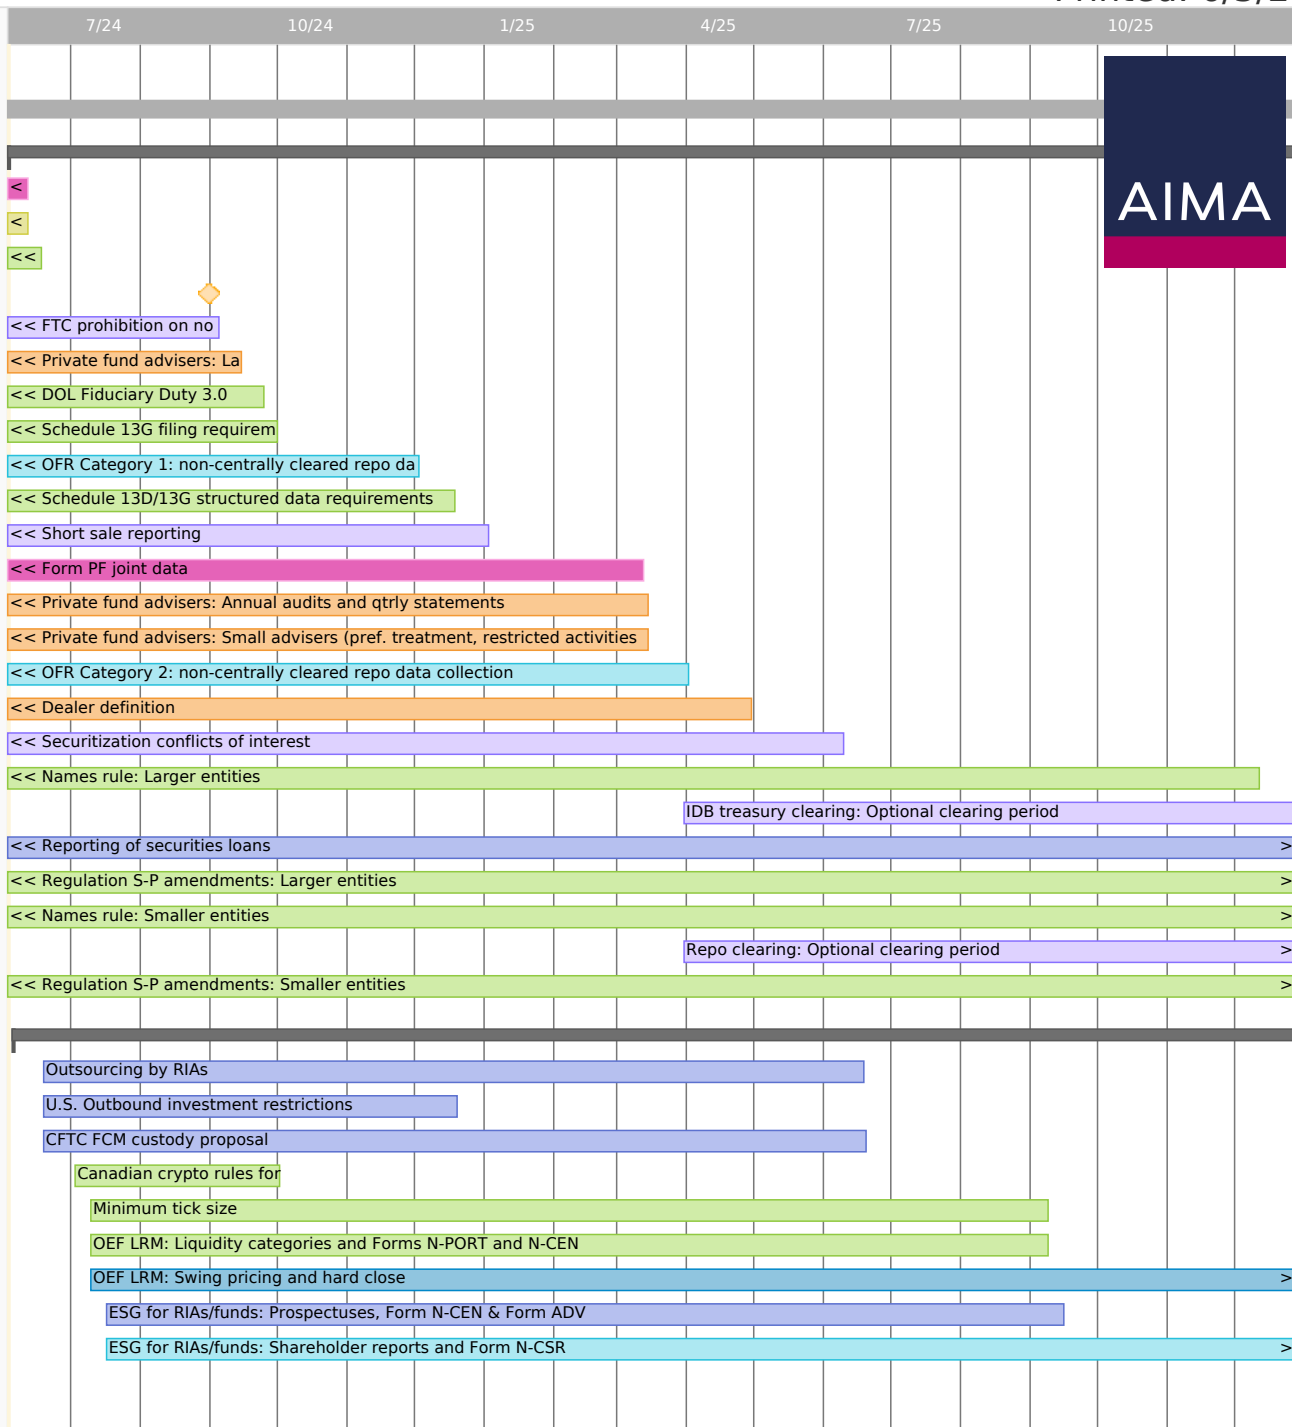 7/24 10/24 1/25 4/25 7/25 10/25
AIMA
<
<
<<
<< FTC prohibition on no
<< Private fund advisers: La
<< DOL Fiduciary Duty 3.0
<< Schedule 13G filing requirem
<< OFR Category 1: non-centrally cleared repo da
<< Schedule 13D/13G structured data requirements
<< Short sale reporting
<< Form PF joint data
<< Private fund advisers: Annual audits and qtrly statements
<< Private fund advisers: Small advisers (pref. treatment, restricted activities
<< OFR Category 2: non-centrally cleared repo data collection
<< Dealer definition
<< Securitization conflicts of interest
<< Names rule: Larger entities
IDB treasury clearing: Optional clearing period
<< Reporting of securities loans >
<< Regulation S-P amendments: Larger entities >
<< Names rule: Smaller entities >
Repo clearing: Optional clearing period >
<< Regulation S-P amendments: Smaller entities >
Outsourcing by RIAs
U.S. Outbound investment restrictions
CFTC FCM custody proposal
Canadian crypto rules for
Minimum tick size
OEF LRM: Liquidity categories and Forms N-PORT and N-CEN
OEF LRM: Swing pricing and hard close >
ESG for RIAs/funds: Prospectuses, Form N-CEN & Form ADV
ESG for RIAs/funds: Shareholder reports and Form N-CSR >